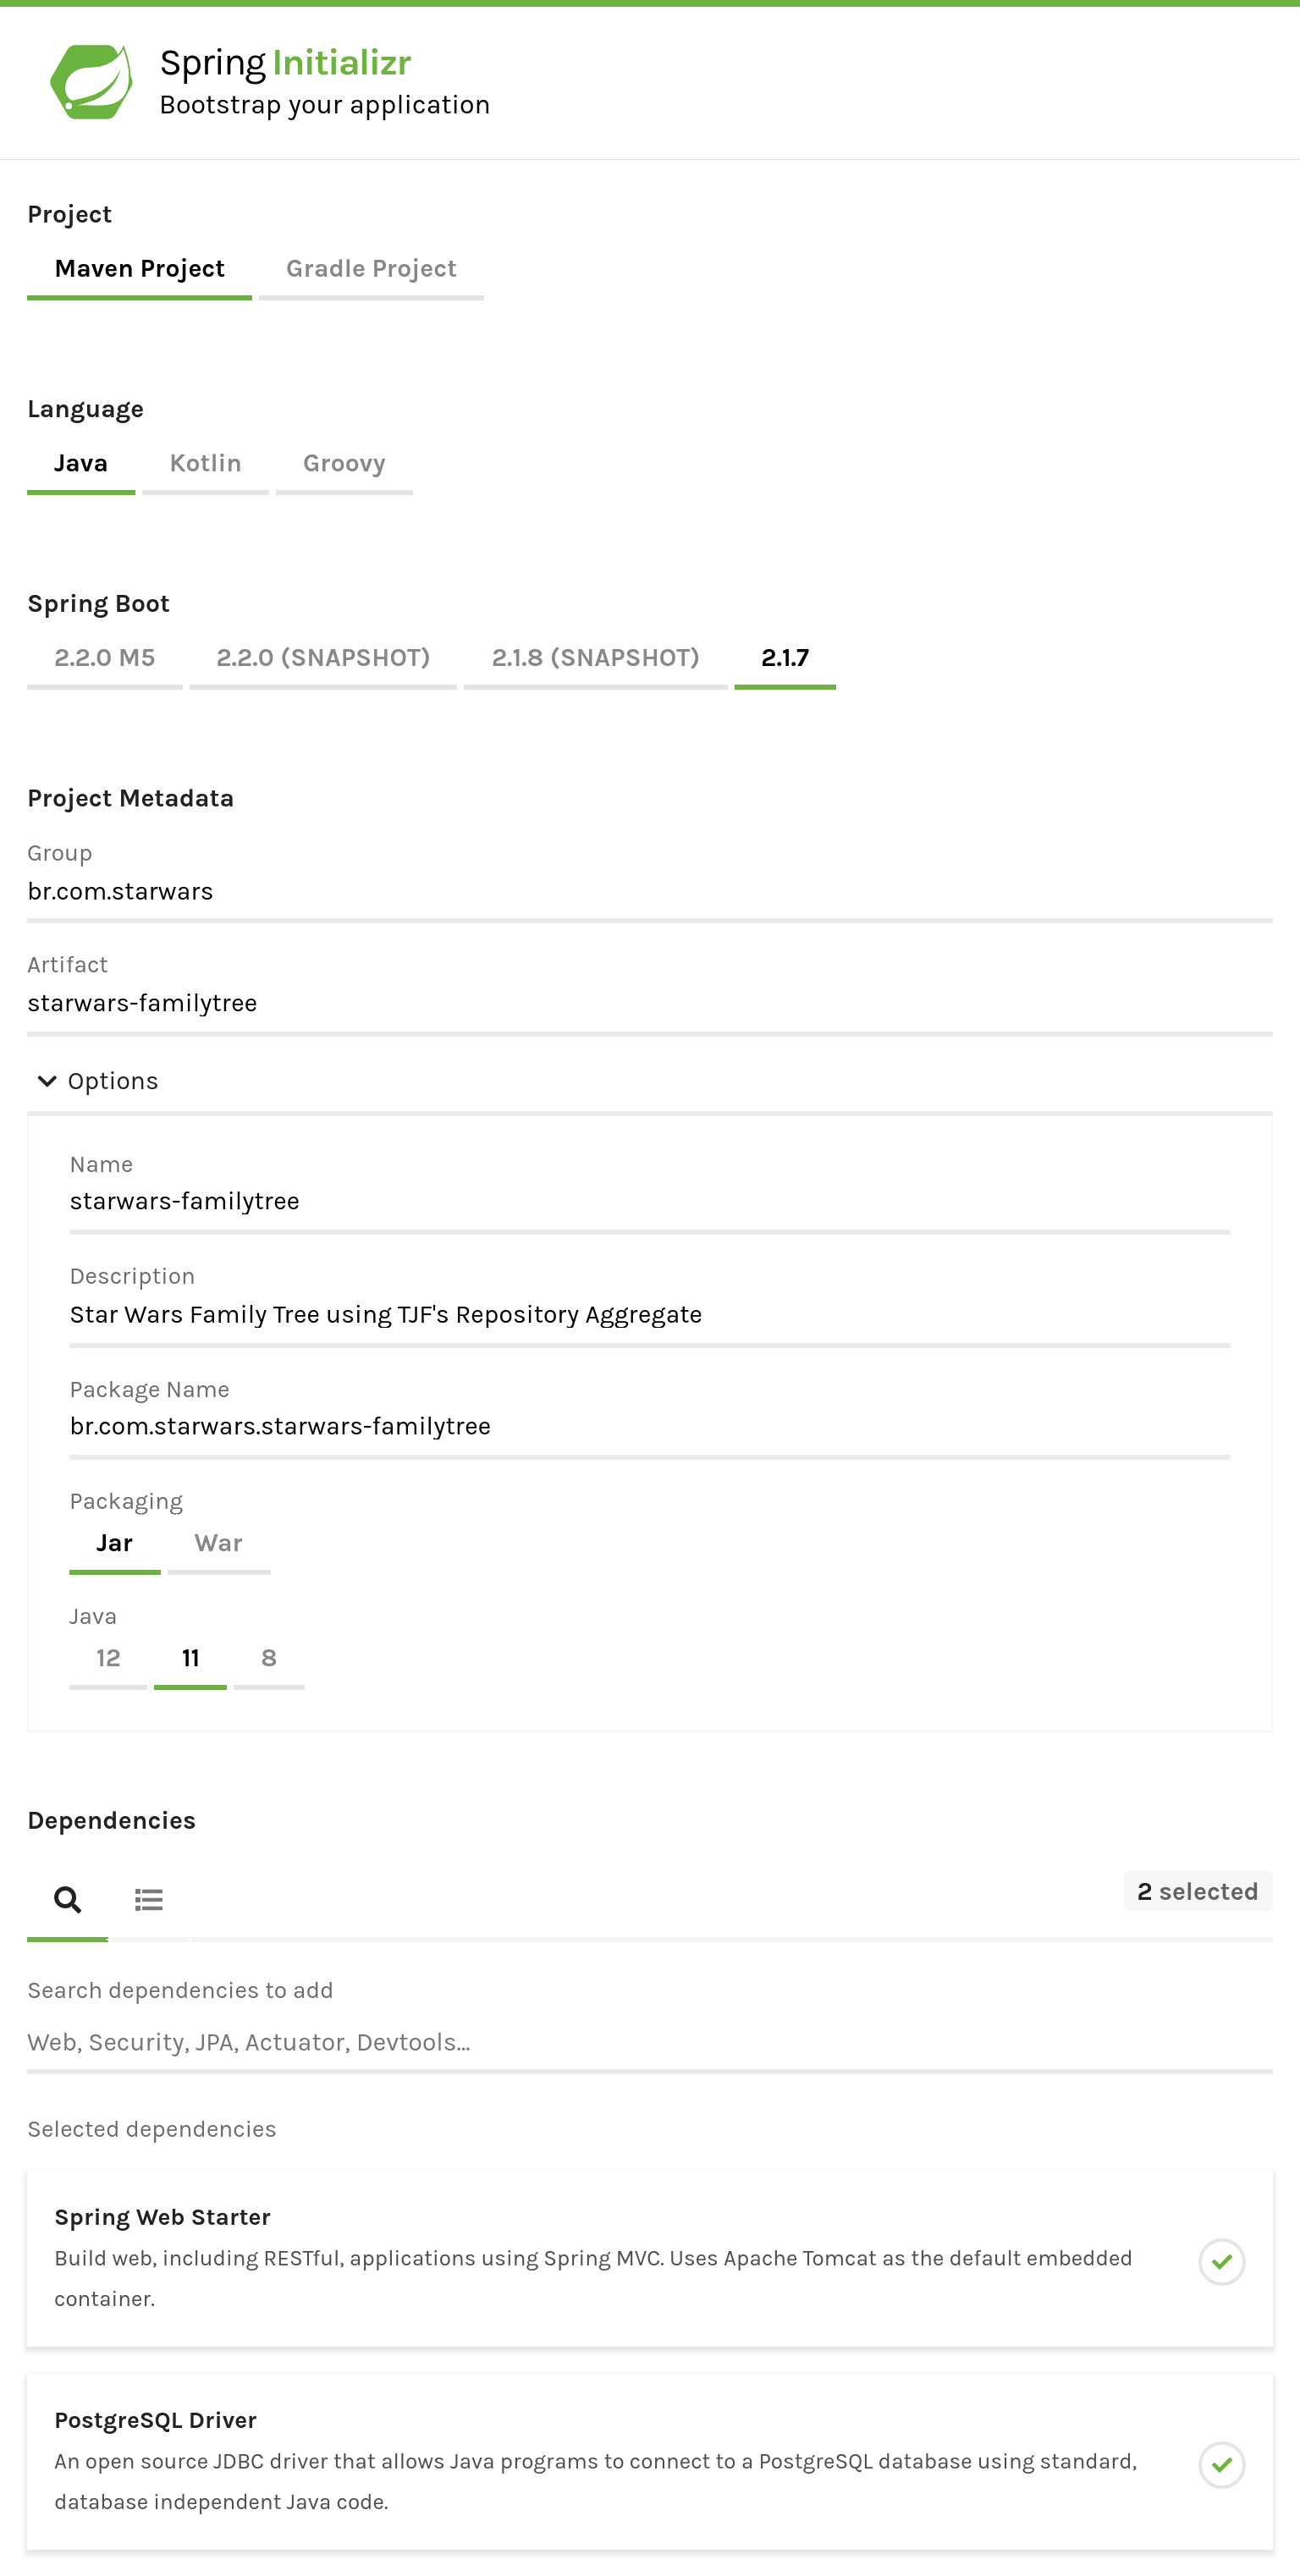 Spring Initializr
Bootstrap your application
Project
Maven Project Gradle Project
Language
Java Kotlin Groovy
Spring Boot
2.2.0 M5 2.2.0 (SNAPSHOT) 2.1.8 (SNAPSHOT) 2.1.7
Project Metadata
Group
br.com.starwars
Artifact
starwars-familytree
Options
Name
starwars-familytree
Description
Star Wars Family Tree using TJF's Repository Aggregate
Package Name
br.com.starwars.starwars-familytree
Packaging
Jar War
Java
12 11 8
Dependencies
2 selected
Search dependencies to add
Web, Security, JPA, Actuator, Devtools...
Selected dependencies
Spring Web Starter
Build web, including RESTful, applications using Spring MVC. Uses Apache Tomcat as the default embedded
container.
PostgreSQL Driver
An open source JDBC driver that allows Java programs to connect to a PostgreSQL database using standard,
database independent Java code.